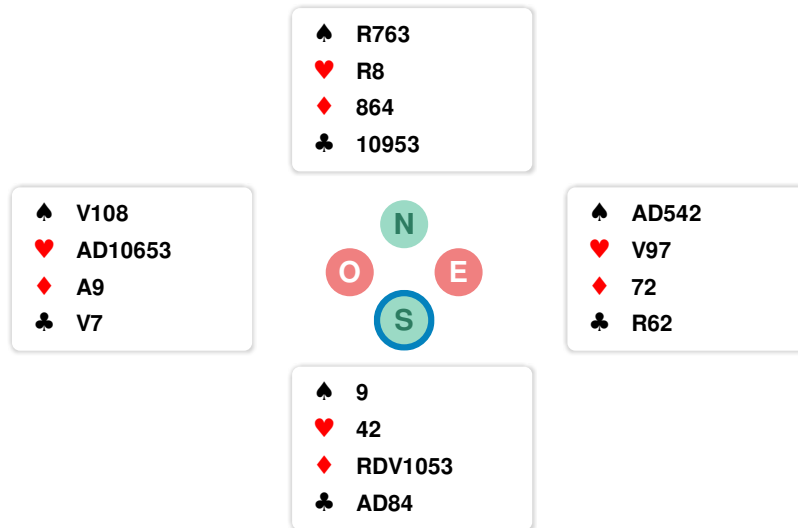 ♠ R763
♥ R8
♦ 864
♣ 10953
♠ V108
♥ AD10653
♦ A9
♣ V7
N
O
E
S
♠ AD542
♥ V97
♦ 72
♣ R62
♠ 9
♥ 42
♦ RDV1053
♣ AD84